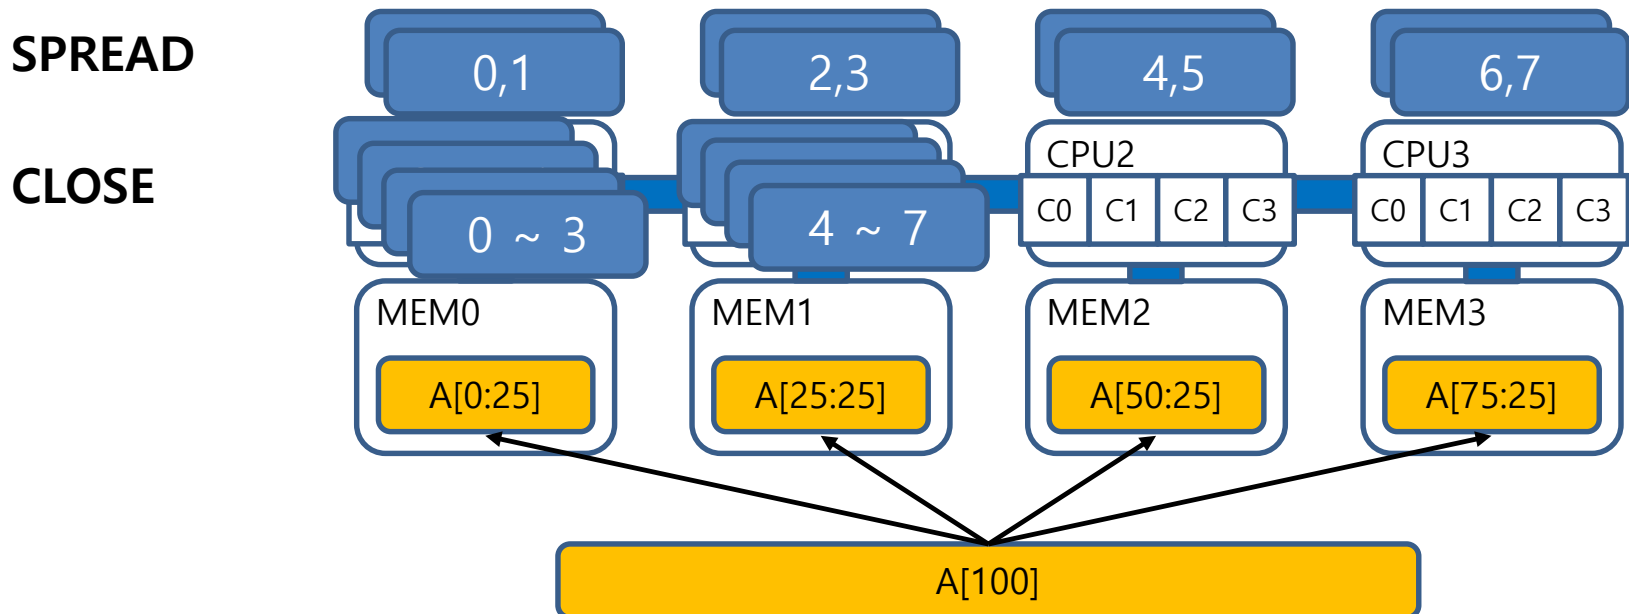 SPREAD
0,1
2,3
4,5
6,7
CLOSE
0 ~ 3
4 ~ 7
CPU2
C0 C1 C2 C3
CPU3
C0 C1 C2 C3
MEM0
MEM1
MEM2
MEM3
A[0:25]
A[25:25]
A[50:25]
A[75:25]
A[100]